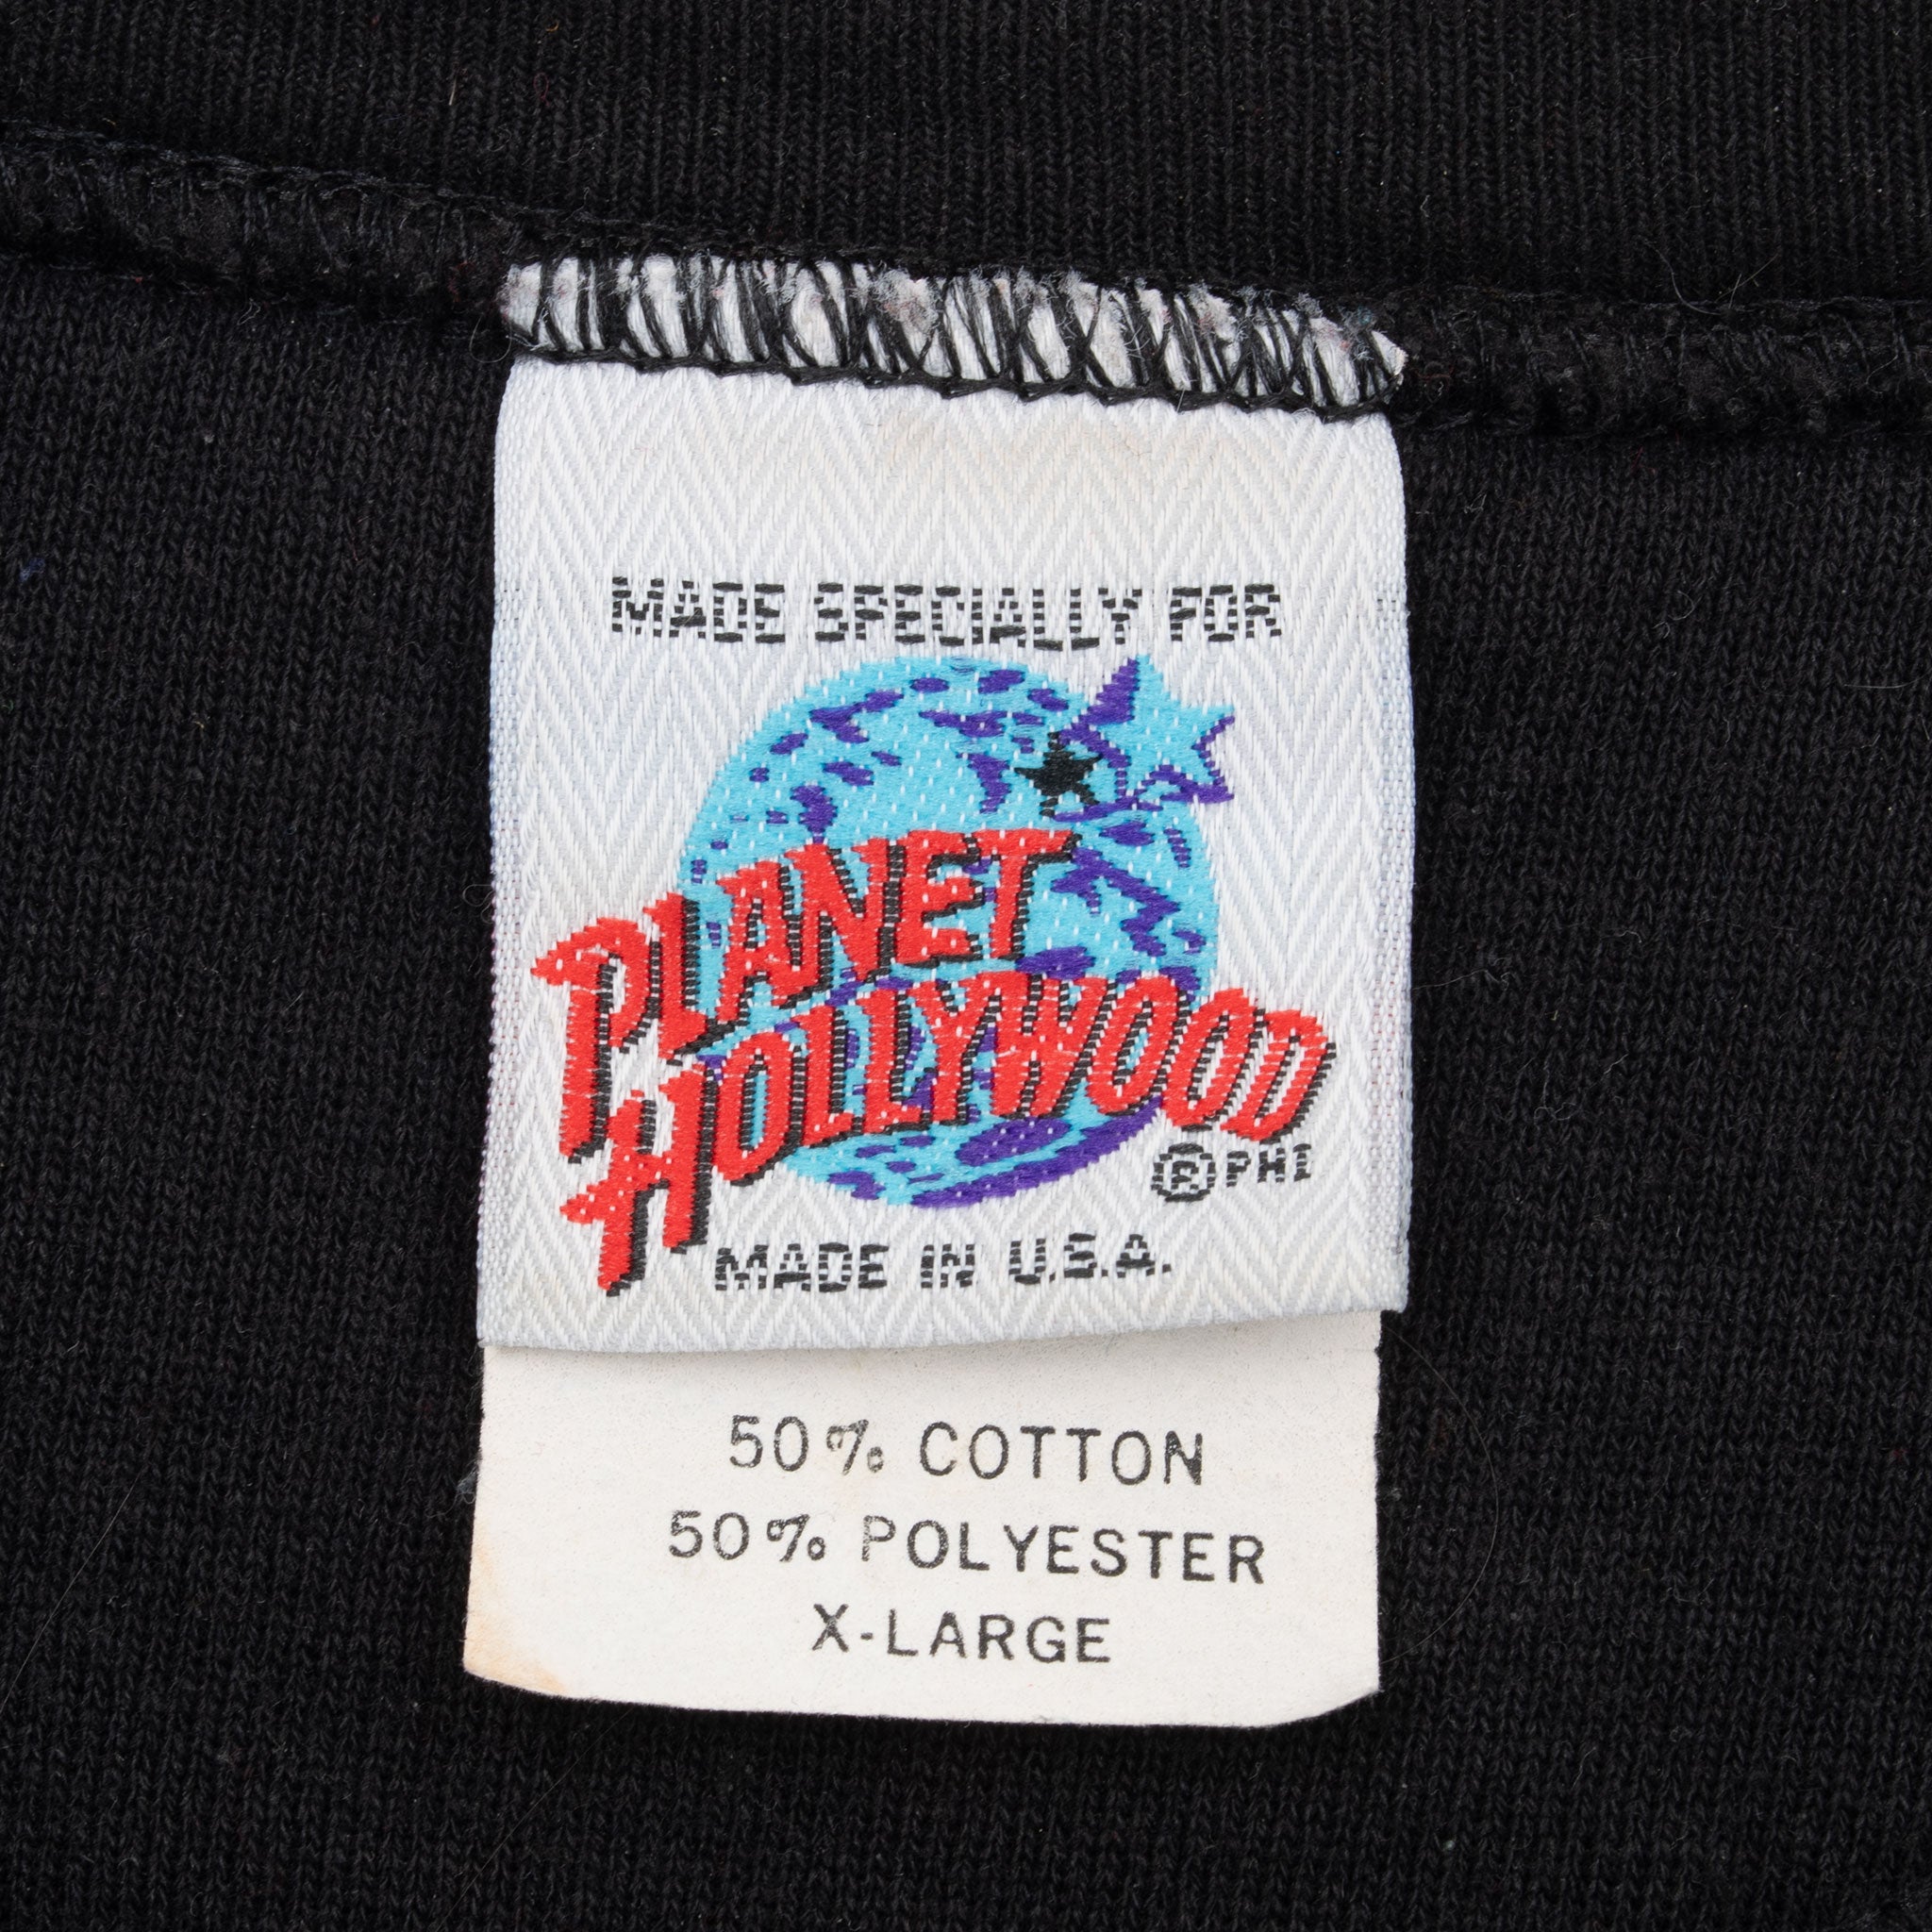 MADE SPECIALLY FOR
PLANET
HOLLYWOOD
® PHI
MADE IN U.S.A.
50% COTTON
50% POLYESTER
X-LARGE